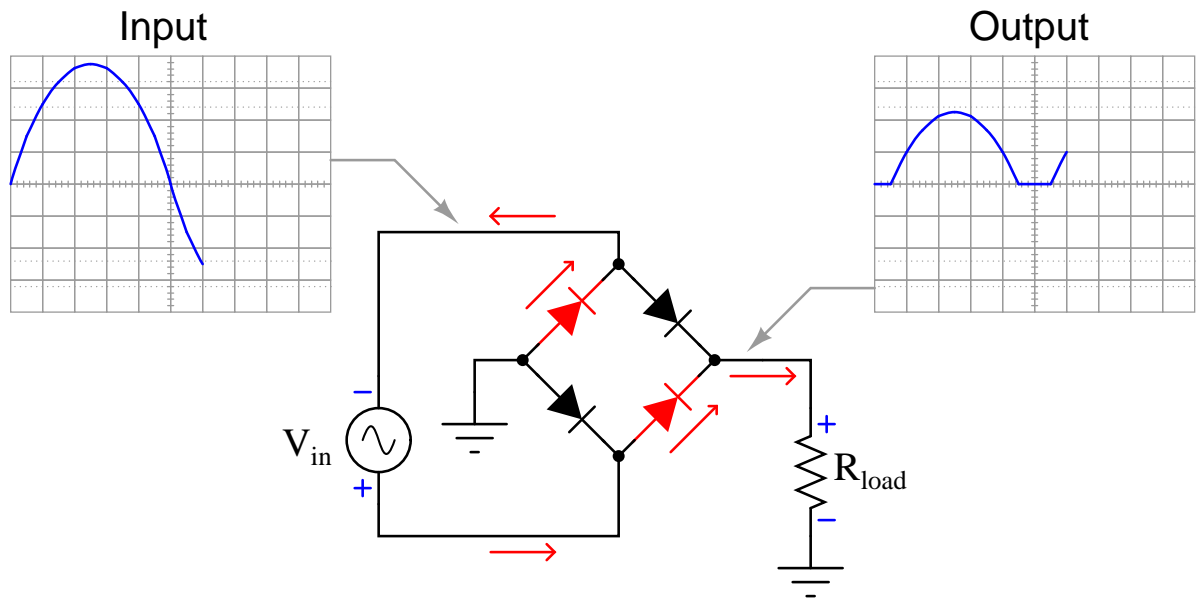 Input
Output
−
V_in
+
+
R_load
−